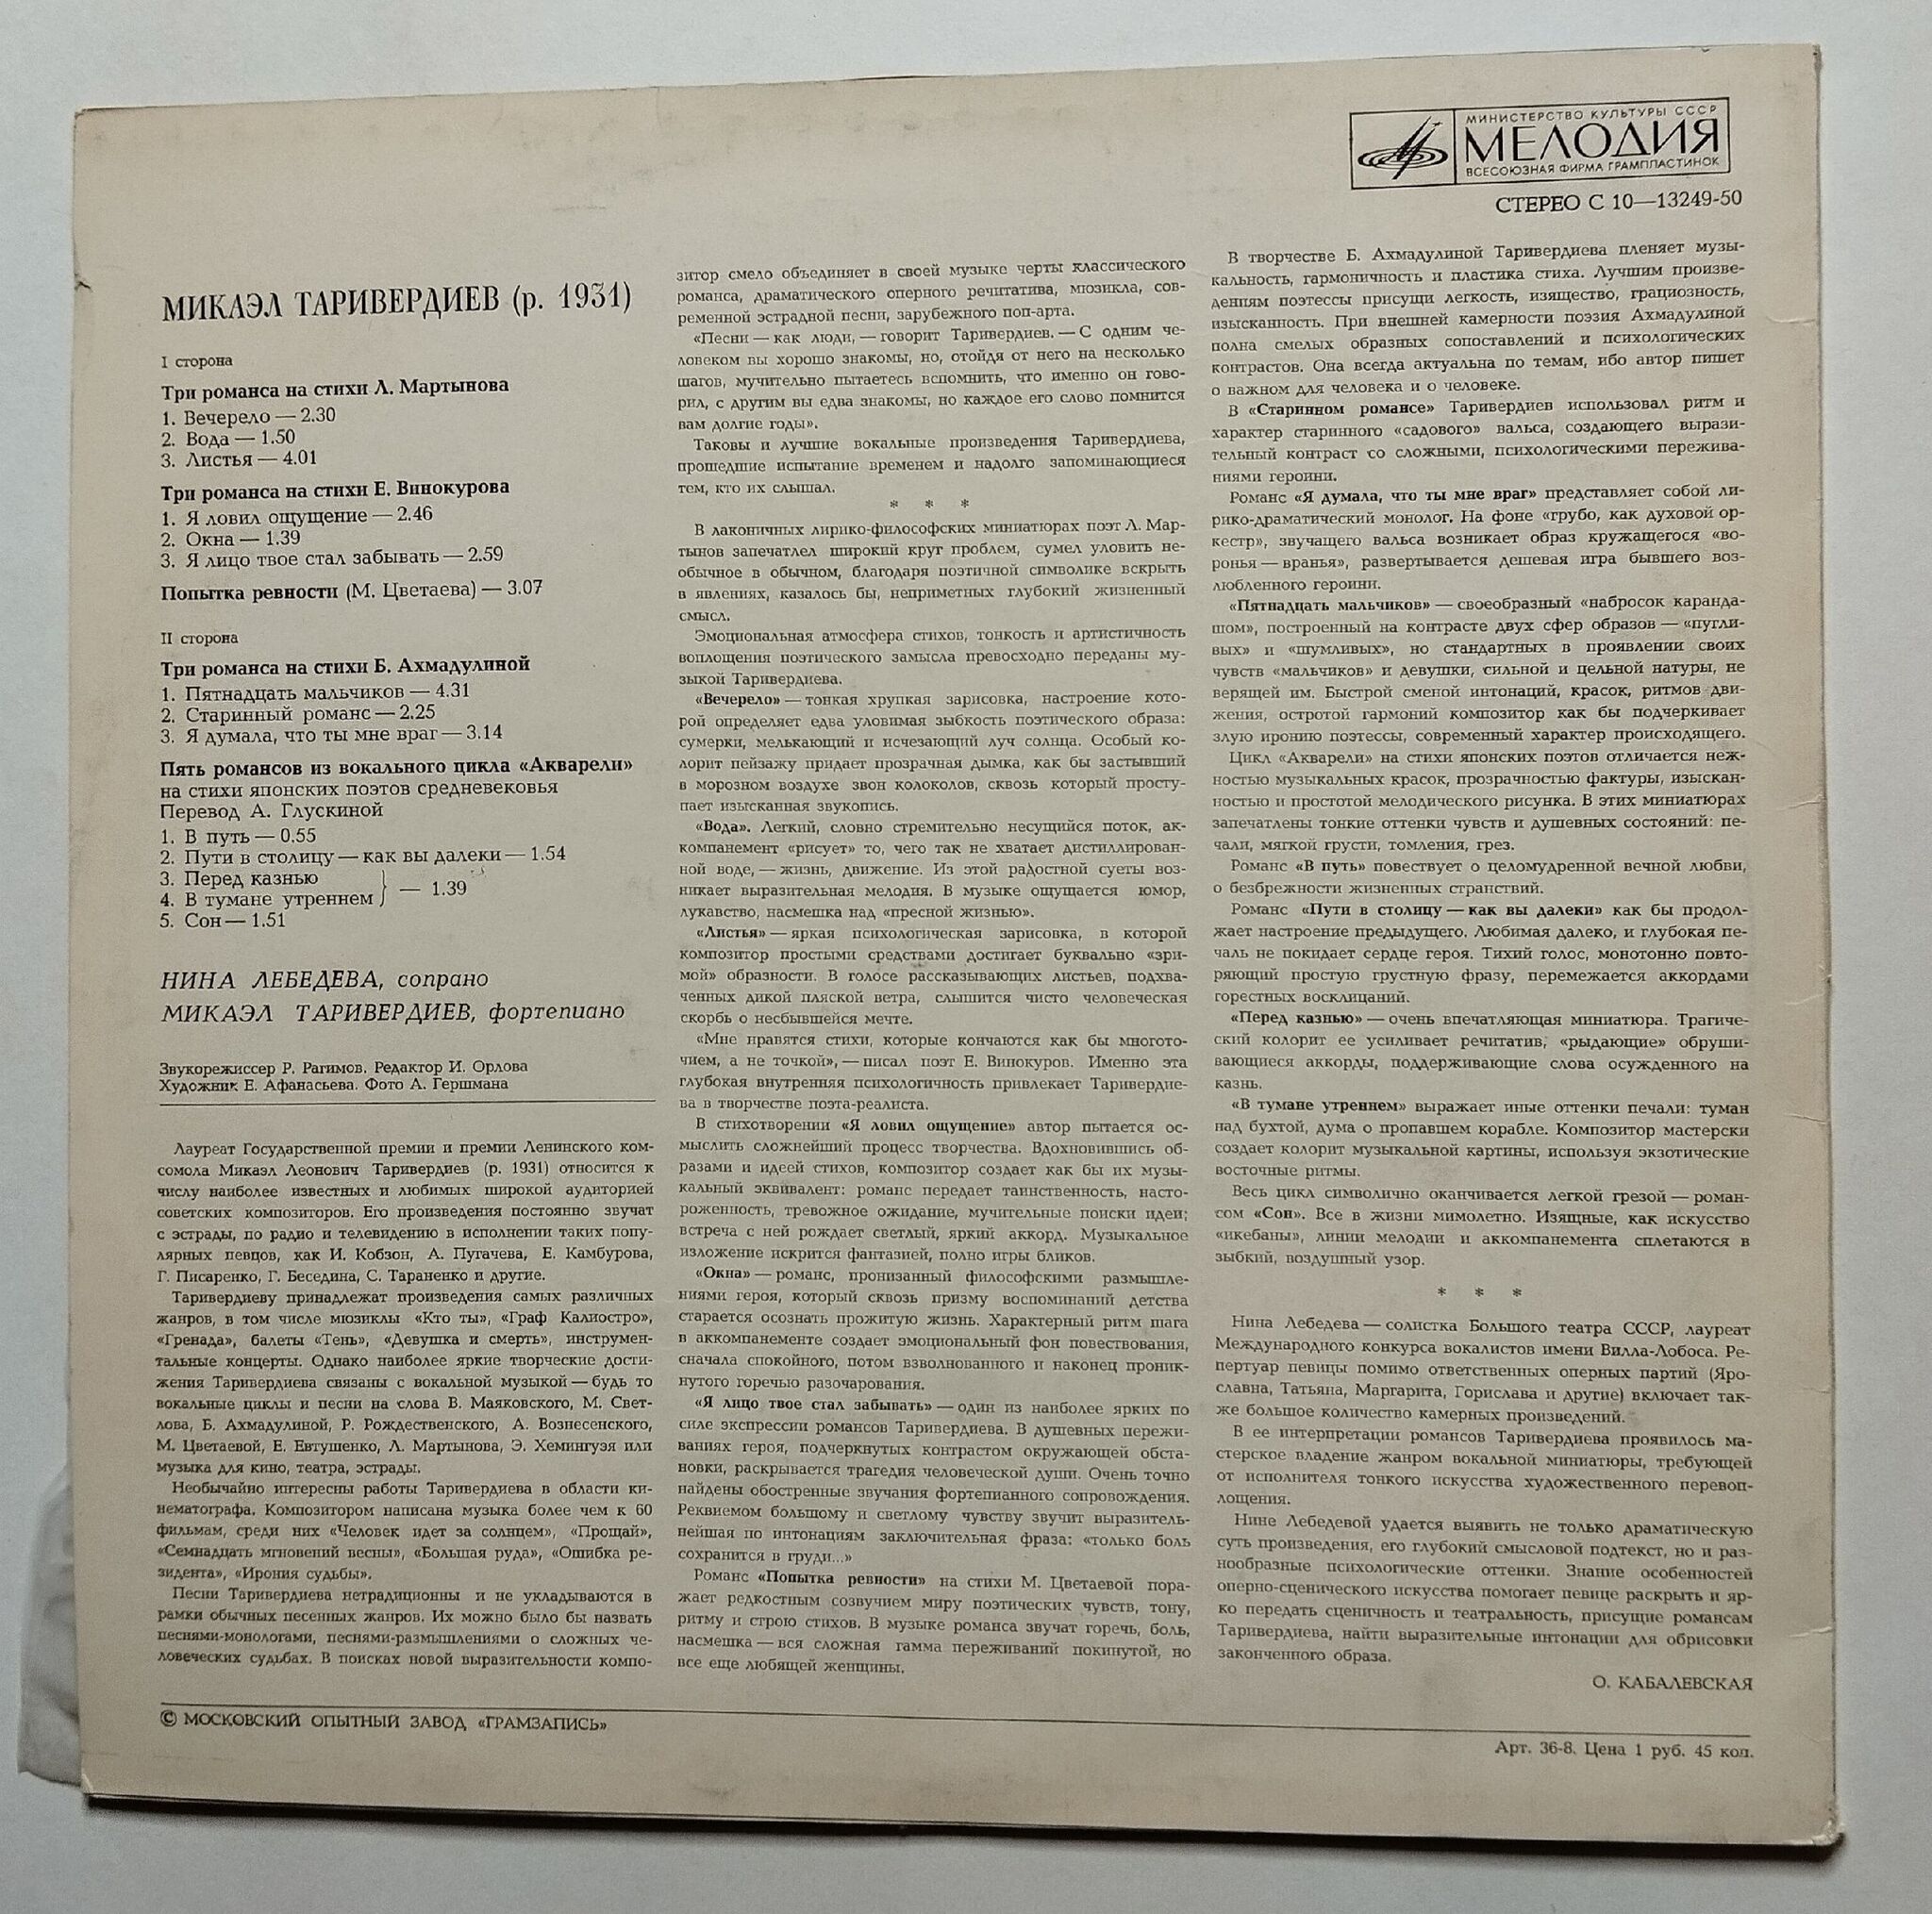 МИНИСТЕРСТВО КУЛЬТУРЫ СССР
МЕЛОДИЯ
ВСЕСОЮЗНАЯ ФИРМА ГРАМПЛАСТИНОК
СТЕРЕО С 10—13249-50
МИКАЭЛ ТАРИВЕРДИЕВ (р. 1931)
I сторона
Три романса на стихи Л. Мартынова
1. Вечерело — 2.30
2. Вода — 1.50
3. Листья — 4.01
Три романса на стихи Е. Винокурова
1. Я ловил ощущение — 2.46
2. Окна — 1.39
3. Я лицо твое стал забывать — 2.59
Попытка ревности (М. Цветаева) — 3.07
II сторона
Три романса на стихи Б. Ахмадулиной
1. Пятнадцать мальчиков — 4.31
2. Старинный романс — 2.25
3. Я думала, что ты мне враг — 3.14
Пять романсов из вокального цикла «Акварели»
на стихи японских поэтов средневековья
Перевод А. Глускиной
1. В путь — 0.55
2. Пути в столицу — как вы далеки — 1.54
3. Перед казнью
4. В тумане утреннем } — 1.39
5. Сон — 1.51
НИНА ЛЕБЕДЕВА, сопрано
МИКАЭЛ ТАРИВЕРДИЕВ, фортепиано
Звукорежиссер Р. Рагимов. Редактор И. Орлова
Художник Е. Афанасьева. Фото А. Гершмана
Лауреат Государственной премии и премии Ленинского ком-
сомола Микаэл Леонович Таривердиев (р. 1931) относится к
числу наиболее известных и любимых широкой аудиторией
советских композиторов. Его произведения постоянно звучат
с эстрады, по радио и телевидению в исполнении таких попу-
лярных певцов, как И. Кобзон, А. Пугачева, Е. Камбурова,
Г. Писаренко, Г. Беседина, С. Тараненко и другие.
Таривердиеву принадлежат произведения самых различных
жанров, в том числе мюзиклы «Кто ты», «Граф Калиостро»,
«Гренада», балеты «Тень», «Девушка и смерть», инструмен-
тальные концерты. Однако наиболее яркие творческие дости-
жения Таривердиева связаны с вокальной музыкой — будь то
вокальные циклы и песни на слова В. Маяковского, М. Свет-
лова, Б. Ахмадулиной, Р. Рождественского, А. Вознесенского,
М. Цветаевой, Е. Евтушенко, Л. Мартынова, Э. Хемингуэя или
музыка для кино, театра, эстрады.
Необычайно интересны работы Таривердиева в области ки-
нематографа. Композитором написана музыка более чем к 60
фильмам, среди них «Человек идет за солнцем», «Прощай»,
«Семнадцать мгновений весны», «Большая руда», «Ошибка ре-
зидента», «Ирония судьбы».
Песни Таривердиева нетрадиционны и не укладываются в
рамки обычных песенных жанров. Их можно было бы назвать
песнями-монологами, песнями-размышлениями о сложных че-
ловеческих судьбах. В поисках новой выразительности компо-
зитор смело объединяет в своей музыке черты классического
романса, драматического оперного речитатива, мюзикла, сов-
ременной эстрадной песни, зарубежного поп-арта.
«Песни — как люди, — говорит Таривердиев. — С одним че-
ловеком вы хорошо знакомы, но, отойдя от него на несколько
шагов, мучительно пытаетесь вспомнить, что именно он гово-
рил, с другим вы едва знакомы, но каждое его слово помнится
вам долгие годы».
Таковы и лучшие вокальные произведения Таривердиева,
прошедшие испытание временем и надолго запоминающиеся
тем, кто их слышал.
* * *
В лаконичных лирико-философских миниатюрах поэт Л. Мар-
тынов запечатлел широкий круг проблем, сумел уловить не-
обычное в обычном, благодаря поэтичной символике вскрыть
в явлениях, казалось бы, неприметных глубокий жизненный
смысл.
Эмоциональная атмосфера стихов, тонкость и артистичность
воплощения поэтического замысла превосходно переданы му-
зыкой Таривердиева.
«Вечерело» — тонкая хрупкая зарисовка, настроение кото-
рой определяет едва уловимая зыбкость поэтического образа:
сумерки, мелькающий и исчезающий луч солнца. Особый ко-
лорит пейзажу придает прозрачная дымка, как бы застывший
в морозном воздухе звон колоколов, сквозь который просту-
пает изысканная звукопись.
«Вода». Легкий, словно стремительно несущийся поток, ак-
компанемент «рисует» то, чего так не хватает дистиллирован-
ной воде, — жизнь, движение. Из этой радостной суеты воз-
никает выразительная мелодия. В музыке ощущается юмор,
лукавство, насмешка над «пресной жизнью».
«Листья» — яркая психологическая зарисовка, в которой
композитор простыми средствами достигает буквально «зри-
мой» образности. В голосе рассказывающих листьев, подхва-
ченных дикой пляской ветра, слышится чисто человеческая
скорбь о несбывшейся мечте.
«Мне нравятся стихи, которые кончаются как бы многото-
чием, а не точкой», — писал поэт Е. Винокуров. Именно эта
глубокая внутренняя психологичность привлекает Таривердие-
ва в творчестве поэта-реалиста.
В стихотворении «Я ловил ощущение» автор пытается ос-
мыслить сложнейший процесс творчества. Вдохновившись об-
разами и идеей стихов, композитор создает как бы их музы-
кальный эквивалент: романс передает таинственность, насто-
роженность, тревожное ожидание, мучительные поиски идеи;
встреча с ней рождает светлый, яркий аккорд. Музыкальное
изложение искрится фантазией, полно игры бликов.
«Окна» — романс, пронизанный философскими размышле-
ниями героя, который сквозь призму воспоминаний детства
старается осознать прожитую жизнь. Характерный ритм шага
в аккомпанементе создает эмоциональный фон повествования,
сначала спокойного, потом взволнованного и наконец проник-
нутого горечью разочарования.
«Я лицо твое стал забывать» — один из наиболее ярких по
силе экспрессии романсов Таривердиева. В душевных пережи-
ваниях героя, подчеркнутых контрастом окружающей обста-
новки, раскрывается трагедия человеческой души. Очень точно
найдены обостренные звучания фортепианного сопровождения.
Реквиемом большому и светлому чувству звучит выразитель-
нейшая по интонациям заключительная фраза: «только боль
сохранится в груди...»
Романс «Попытка ревности» на стихи М. Цветаевой пора-
жает редкостным созвучием миру поэтических чувств, тону,
ритму и строю стихов. В музыке романса звучат горечь, боль,
насмешка — вся сложная гамма переживаний покинутой, но
все еще любящей женщины.
В творчестве Б. Ахмадулиной Таривердиева пленяет музы-
кальность, гармоничность и пластика стиха. Лучшим произве-
дениям поэтессы присущи легкость, изящество, грациозность,
изысканность. При внешней камерности поэзия Ахмадулиной
полна смелых образных сопоставлений и психологических
контрастов. Она всегда актуальна по темам, ибо автор пишет
о важном для человека и о человеке.
В «Старинном романсе» Таривердиев использовал ритм и
характер старинного «садового» вальса, создающего вырази-
тельный контраст со сложными, психологическими пережива-
ниями героини.
Романс «Я думала, что ты мне враг» представляет собой ли-
рико-драматический монолог. На фоне «грубо, как духовой ор-
кестр», звучащего вальса возникает образ кружащегося «во-
ронья — вранья», развертывается дешевая игра бывшего воз-
любленного героини.
«Пятнадцать мальчиков» — своеобразный «набросок каранда-
шом», построенный на контрасте двух сфер образов — «пугли-
вых» и «шумливых», но стандартных в проявлении своих
чувств «мальчиков» и девушки, сильной и цельной натуры, не
верящей им. Быстрой сменой интонаций, красок, ритмов дви-
жения, остротой гармоний композитор как бы подчеркивает
злую иронию поэтессы, современный характер происходящего.
Цикл «Акварели» на стихи японских поэтов отличается неж-
ностью музыкальных красок, прозрачностью фактуры, изыскан-
ностью и простотой мелодического рисунка. В этих миниатюрах
запечатлены тонкие оттенки чувств и душевных состояний: пе-
чали, мягкой грусти, томления, грез.
Романс «В путь» повествует о целомудренной вечной любви,
о безбрежности жизненных странствий.
Романс «Пути в столицу — как вы далеки» как бы продол-
жает настроение предыдущего. Любимая далеко, и глубокая пе-
чаль не покидает сердце героя. Тихий голос, монотонно повто-
ряющий простую грустную фразу, перемежается аккордами
горестных восклицаний.
«Перед казнью» — очень впечатляющая миниатюра. Трагиче-
ский колорит ее усиливает речитатив, «рыдающие» обруши-
вающиеся аккорды, поддерживающие слова осужденного на
казнь.
«В тумане утреннем» выражает иные оттенки печали: туман
над бухтой, дума о пропавшем корабле. Композитор мастерски
создает колорит музыкальной картины, используя экзотические
восточные ритмы.
Весь цикл символично оканчивается легкой грезой — роман-
сом «Сон». Все в жизни мимолетно. Изящные, как искусство
«икебаны», линии мелодии и аккомпанемента сплетаются в
зыбкий, воздушный узор.
* * *
Нина Лебедева — солистка Большого театра СССР, лауреат
Международного конкурса вокалистов имени Вилла-Лобоса. Ре-
пертуар певицы помимо ответственных оперных партий (Яро-
славна, Татьяна, Маргарита, Горислава и другие) включает так-
же большое количество камерных произведений.
В ее интерпретации романсов Таривердиева проявилось ма-
стерское владение жанром вокальной миниатюры, требующей
от исполнителя тонкого искусства художественного перевоп-
лощения.
Нине Лебедевой удается выявить не только драматическую
суть произведения, его глубокий смысловой подтекст, но и раз-
нообразные психологические оттенки. Знание особенностей
оперно-сценического искусства помогает певице раскрыть и яр-
ко передать сценичность и театральность, присущие романсам
Таривердиева, найти выразительные интонации для обрисовки
законченного образа.
О. КАБАЛЕВСКАЯ
© МОСКОВСКИЙ ОПЫТНЫЙ ЗАВОД «ГРАМЗАПИСЬ»
Арт. 36-8. Цена 1 руб. 45 коп.